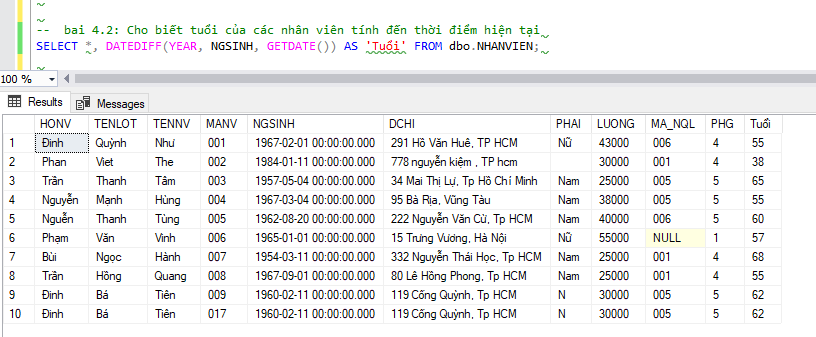 -- bai 4.2: Cho biết tuổi của các nhân viên tính đến thời điểm hiện tại
SELECT *, DATEDIFF(YEAR, NGSINH, GETDATE()) AS 'Tuổi' FROM dbo.NHANVIEN;
100 %
Results Messages
HONV TENLOT TENNV MANV NGSINH DCHI PHAI LUONG MA_NQL PHG Tuổi
1 Đinh Quỳnh Như 001 1967-02-01 00:00:00.000 291 Hồ Văn Huê, TP HCM Nữ 43000 006 4 55
2 Phan Viet The 002 1984-01-11 00:00:00.000 778 nguyễn kiệm , TP hcm 30000 001 4 38
3 Trần Thanh Tâm 003 1957-05-04 00:00:00.000 34 Mai Thị Lự, Tp Hồ Chí Minh Nam 25000 005 5 65
4 Nguyễn Mạnh Hùng 004 1967-03-04 00:00:00.000 95 Bà Rịa, Vũng Tàu Nam 38000 005 5 55
5 Nguễn Thanh Tùng 005 1962-08-20 00:00:00.000 222 Nguyễn Văn Cừ, Tp HCM Nam 40000 006 5 60
6 Phạm Văn Vinh 006 1965-01-01 00:00:00.000 15 Trưng Vương, Hà Nội Nữ 55000 NULL 1 57
7 Bùi Ngọc Hành 007 1954-03-11 00:00:00.000 332 Nguyễn Thái Học, Tp HCM Nam 25000 001 4 68
8 Trần Hồng Quang 008 1967-09-01 00:00:00.000 80 Lê Hồng Phong, Tp HCM Nam 25000 001 4 55
9 Đinh Bá Tiên 009 1960-02-11 00:00:00.000 119 Cống Quỳnh, Tp HCM N 30000 005 5 62
10 Đinh Bá Tiên 017 1960-02-11 00:00:00.000 119 Cống Quỳnh, Tp HCM N 30000 005 5 62